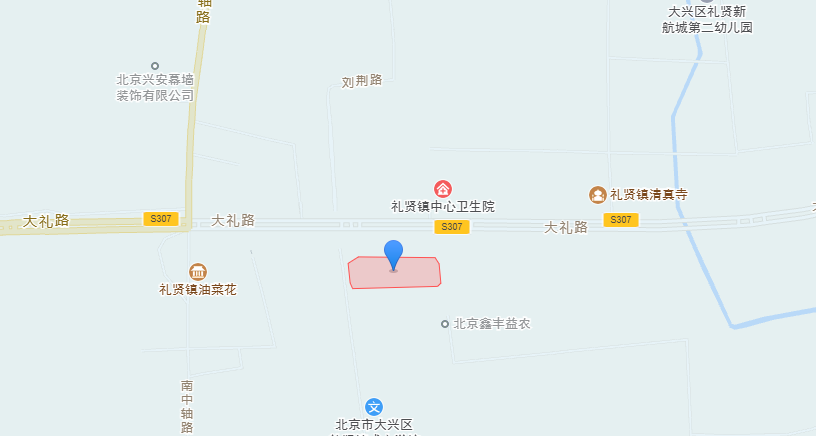 轴
路
大兴区礼贤新
航城第二幼儿园
北京兴安幕墙
装饰有限公司
刘荆路
礼贤镇中心卫生院
礼贤镇清真寺
大礼路
S307
大礼路
S307
大礼路
S307
礼贤镇油菜花
北京鑫丰益农
南
中
轴
路
文
北京市大兴区